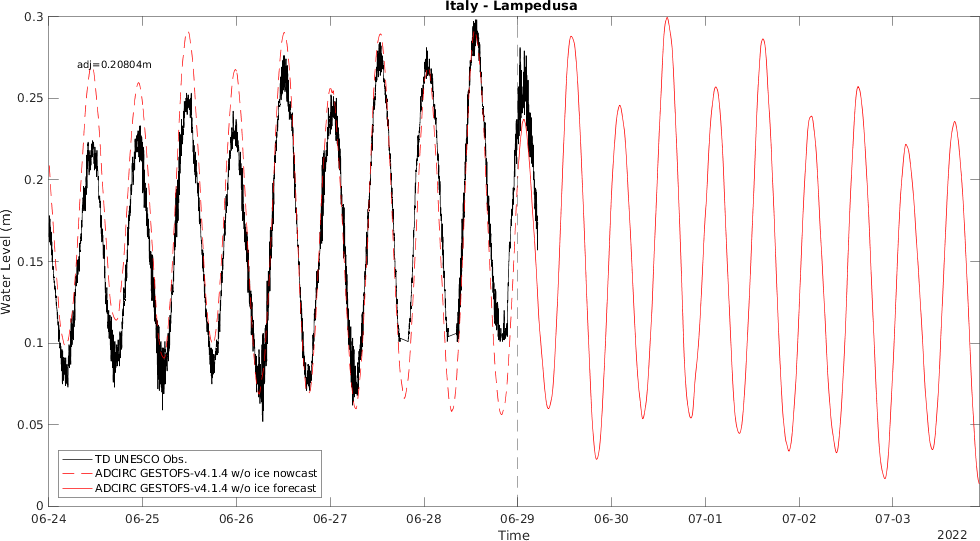 Italy - Lampedusa
adj=0.20804m
0.3
0.25
0.2
0.15
0.1
0.05
0
Water Level (m)
TD UNESCO Obs.
ADCIRC GESTOFS-v4.1.4 w/o ice nowcast
ADCIRC GESTOFS-v4.1.4 w/o ice forecast
06-24 06-25 06-26 06-27 06-28 06-29 06-30 07-01 07-02 07-03
Time
2022